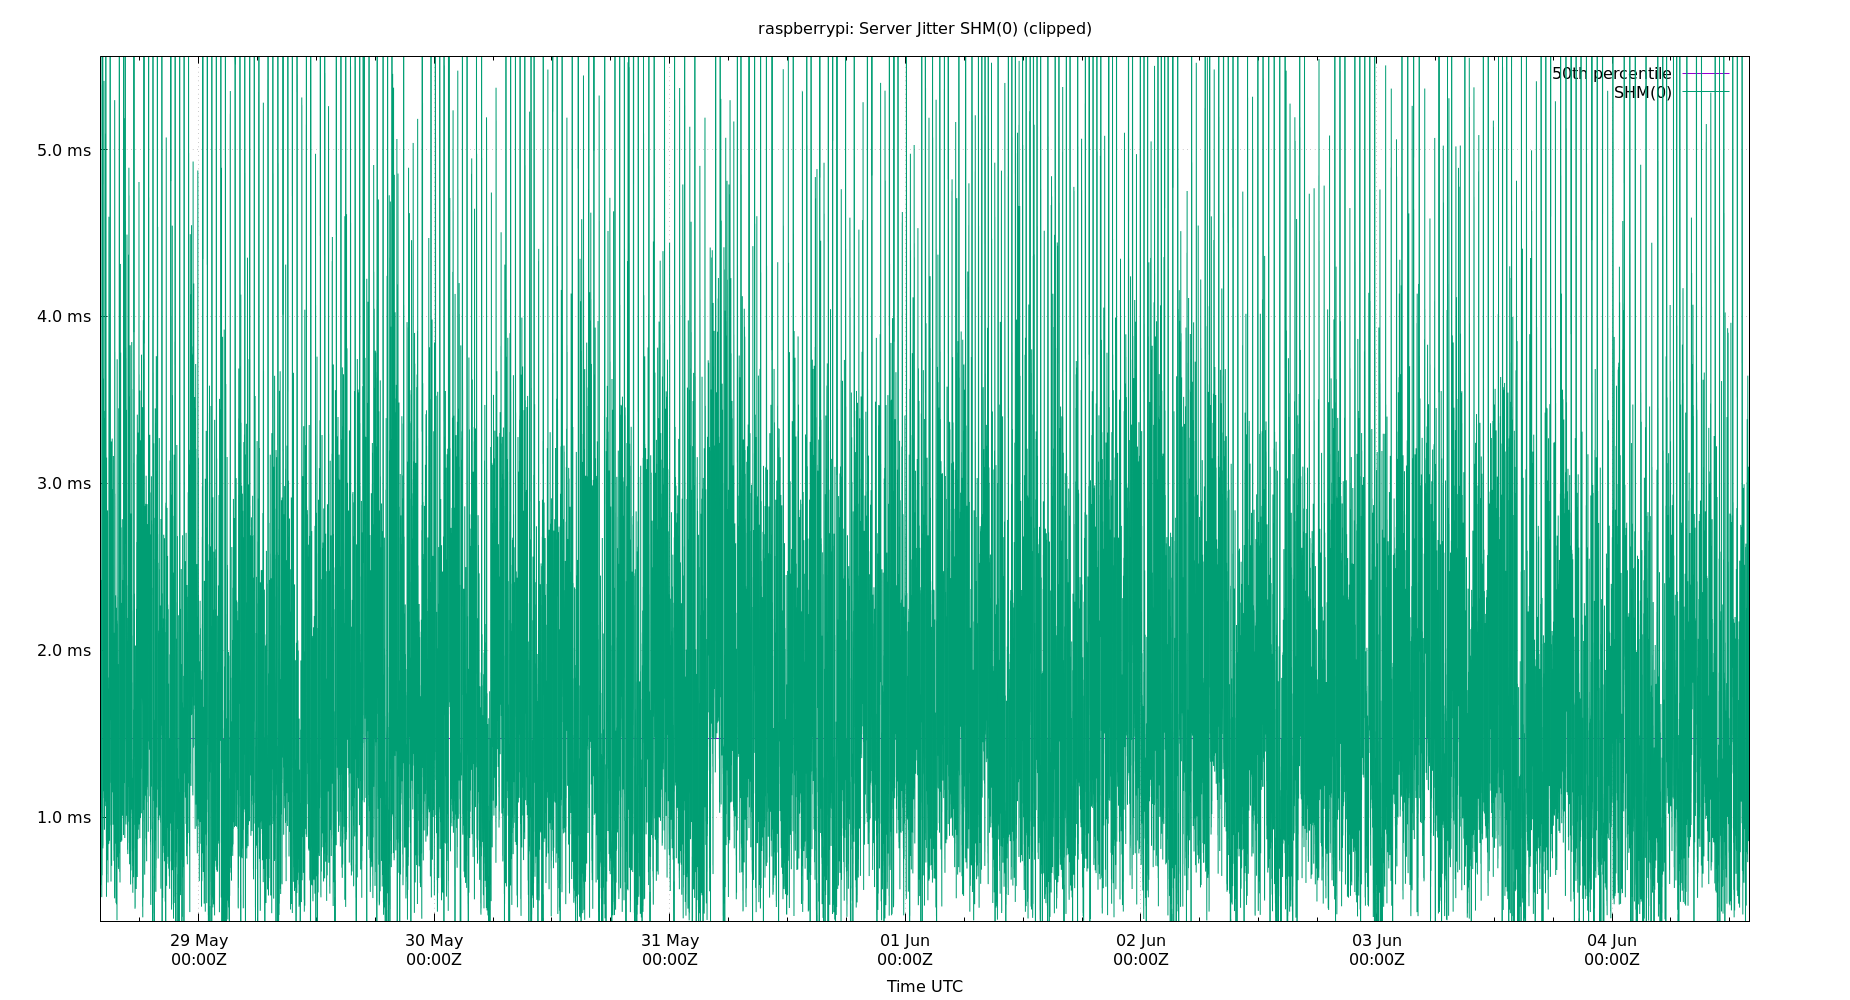 raspberrypi: Server Jitter SHM(0) (clipped)
50th percentile
SHM(0)
5.0 ms
4.0 ms
3.0 ms
2.0 ms
1.0 ms
29 May 30 May 31 May 01 Jun 02 Jun 03 Jun 04 Jun
00:00Z 00:00Z 00:00Z 00:00Z 00:00Z 00:00Z 00:00Z
Time UTC